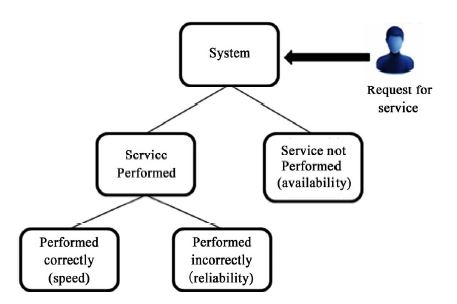 System
Request for
service
Service
Performed
Service not
Performed
(availability)
Performed
correctly
(speed)
Performed
incorrectly
(reliability)